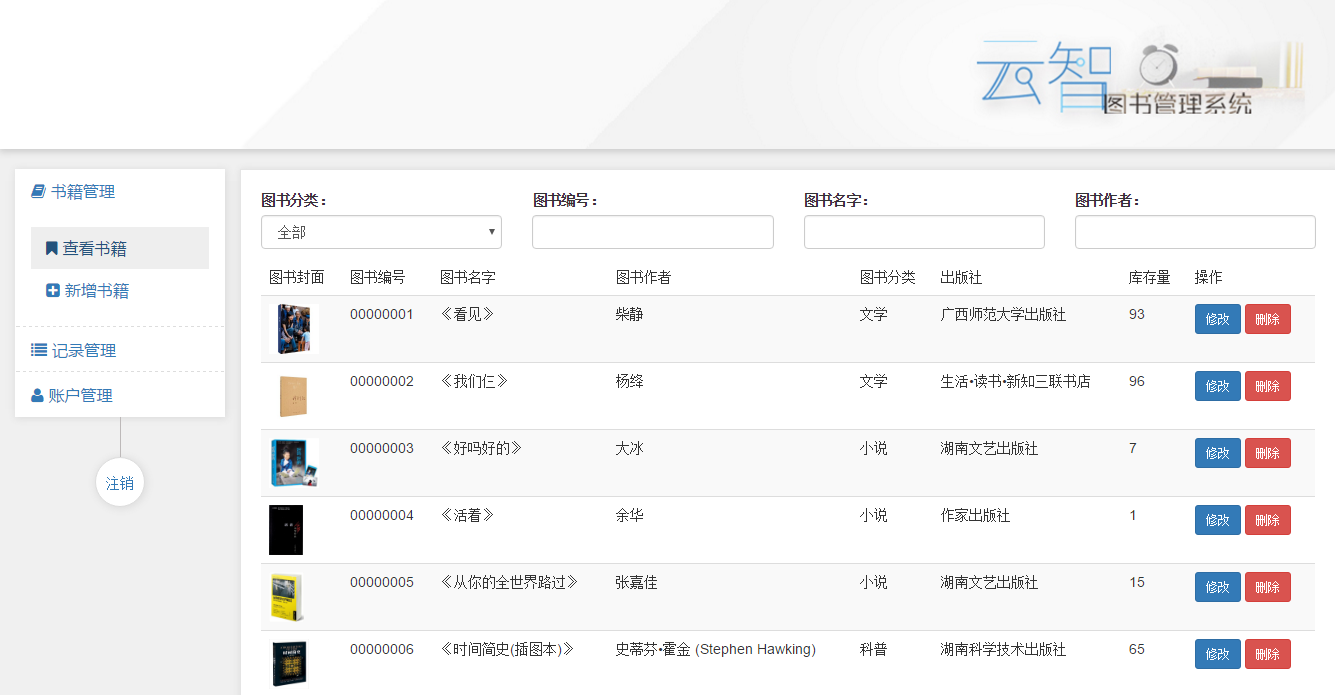 云智
图书管理系统
书籍管理
查看书籍
新增书籍
记录管理
账户管理
注销
图书分类： 图书编号： 图书名字： 图书作者：
全部
图书封面 图书编号 图书名字 图书作者 图书分类 出版社 库存量 操作
00000001 《看见》 柴静 文学 广西师范大学出版社 93 修改 删除
00000002 《我们仨》 杨绛 文学 生活•读书•新知三联书店 96 修改 删除
00000003 《好吗好的》 大冰 小说 湖南文艺出版社 7 修改 删除
00000004 《活着》 余华 小说 作家出版社 1 修改 删除
00000005 《从你的全世界路过》 张嘉佳 小说 湖南文艺出版社 15 修改 删除
00000006 《时间简史(插图本)》 史蒂芬•霍金 (Stephen Hawking) 科普 湖南科学技术出版社 65 修改 删除